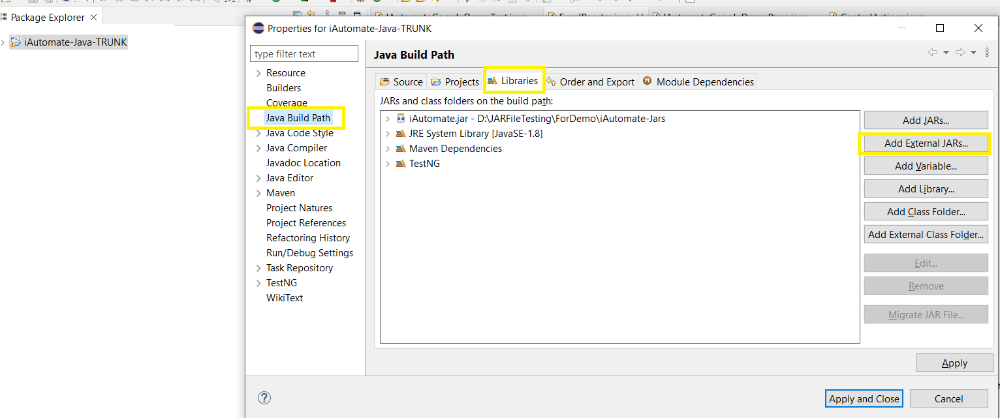 Package Explorer
iAutomate-Java-TRUNK
Properties for iAutomate-Java-TRUNK
type filter text
Resource
Builders
Coverage
Java Build Path
Java Code Style
Java Compiler
Javadoc Location
Java Editor
Maven
Project Natures
Project References
Refactoring History
Run/Debug Settings
Task Repository
TestNG
WikiText
Java Build Path
Source
Projects
Libraries
Order and Export
Module Dependencies
JARs and class folders on the build path:
iAutomate.jar - D:\JARFileTesting\ForDemo\iAutomate-Jars
JRE System Library [JavaSE-1.8]
Maven Dependencies
TestNG
Add JARs...
Add External JARs...
Add Variable...
Add Library...
Add Class Folder...
Add External Class Folder...
Edit...
Remove
Migrate JAR File...
Apply
Apply and Close
Cancel